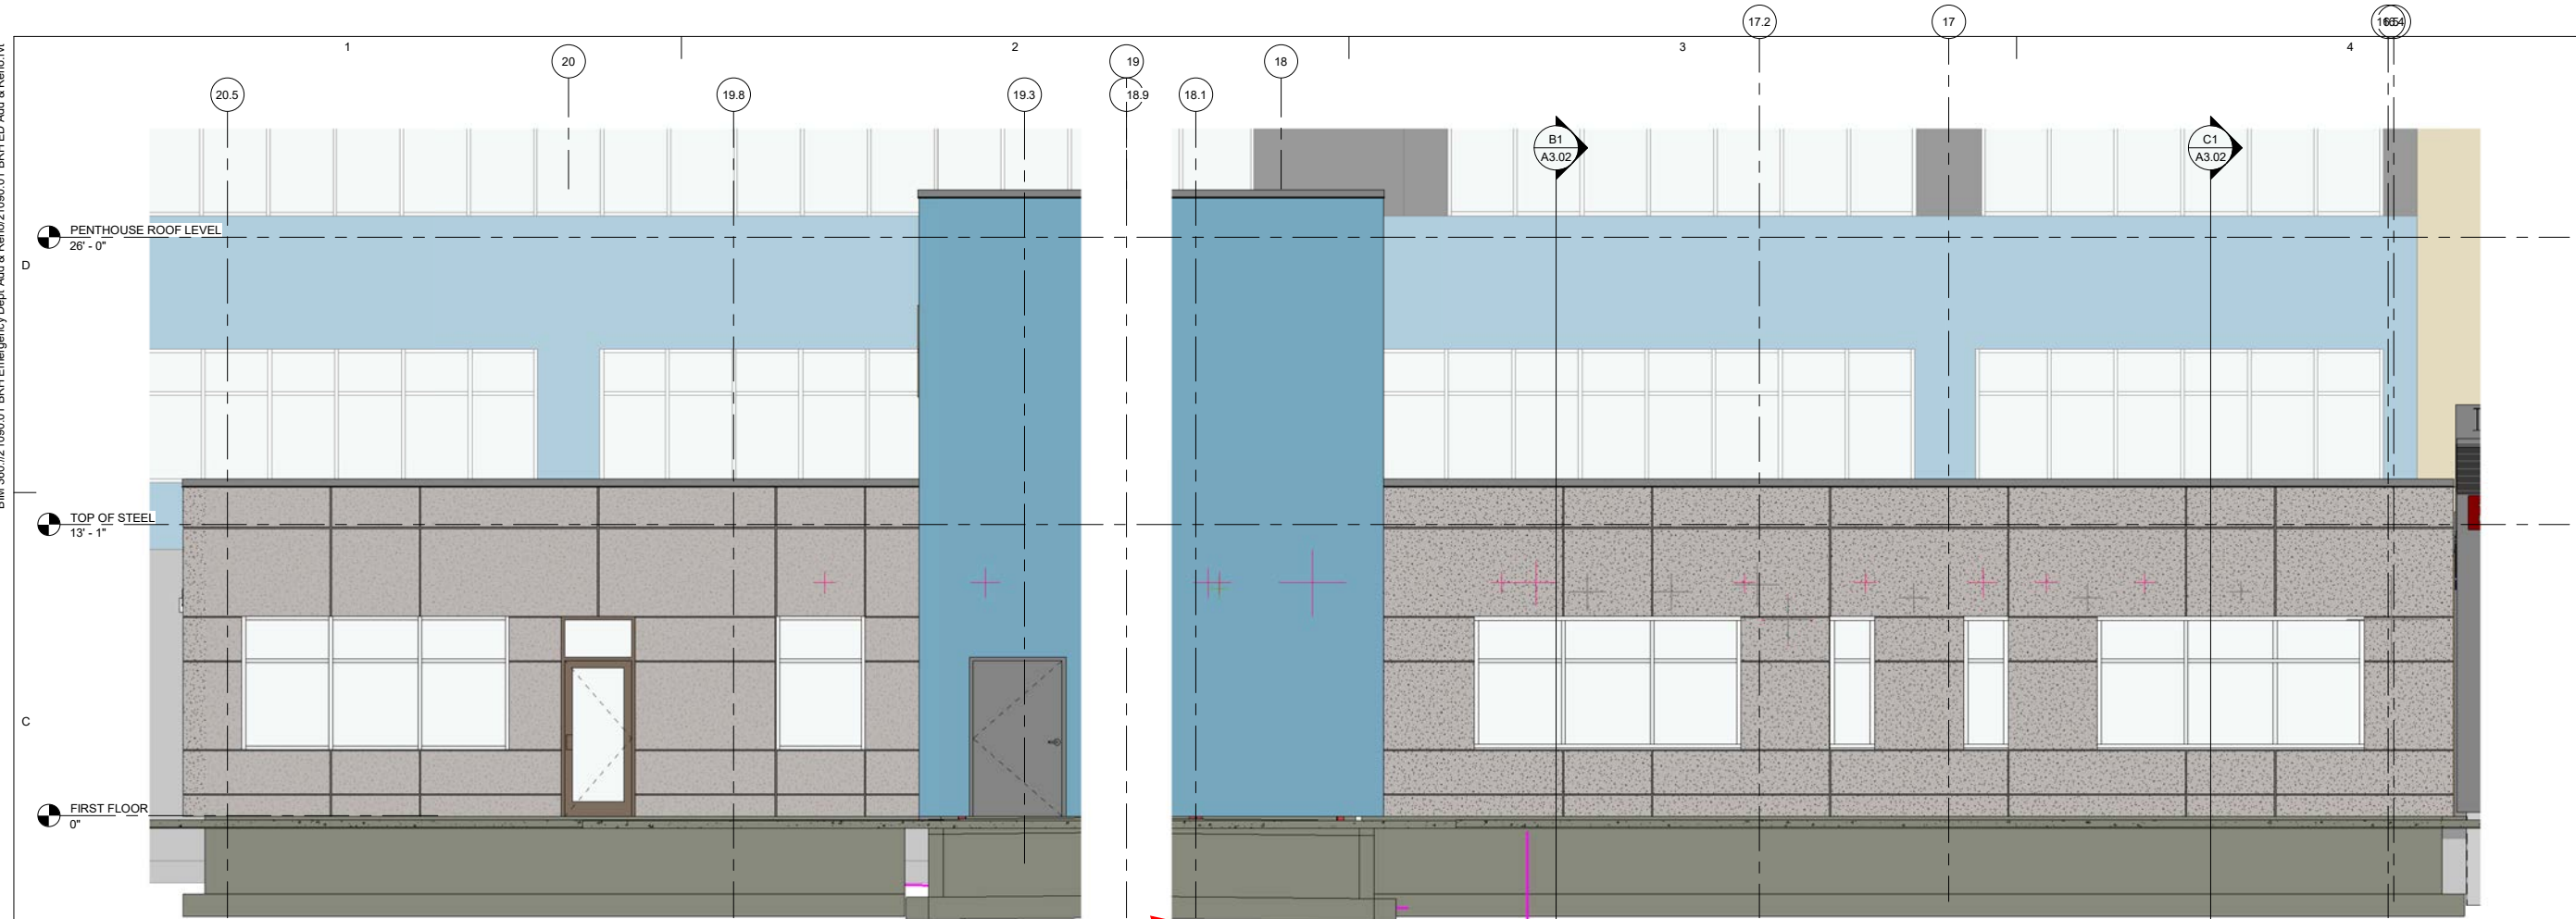 1
2
3
4
17.2
17
20
19
18
20.5
19.8
19.3
18.9
18.1
B1
A3.02
C1
A3.02
PENTHOUSE ROOF LEVEL
26' - 0"
D
TOP OF STEEL
13' - 1"
C
FIRST FLOOR
0"